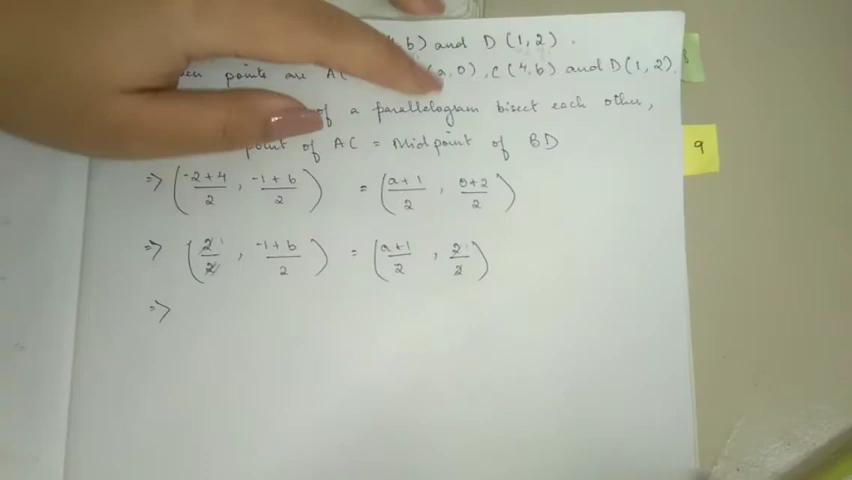 b) and D (1, 2).
points are A( (a, 0), C (4, b) and D (1, 2).
of a parallelogram bisect each other,
point of AC = Midpoint of BD
=> (-2+4/2, -1+b/2) = (a+1/2, 0+2/2)
=> (2/2, -1+b/2) = (a+1/2, 2/2)
=>
9